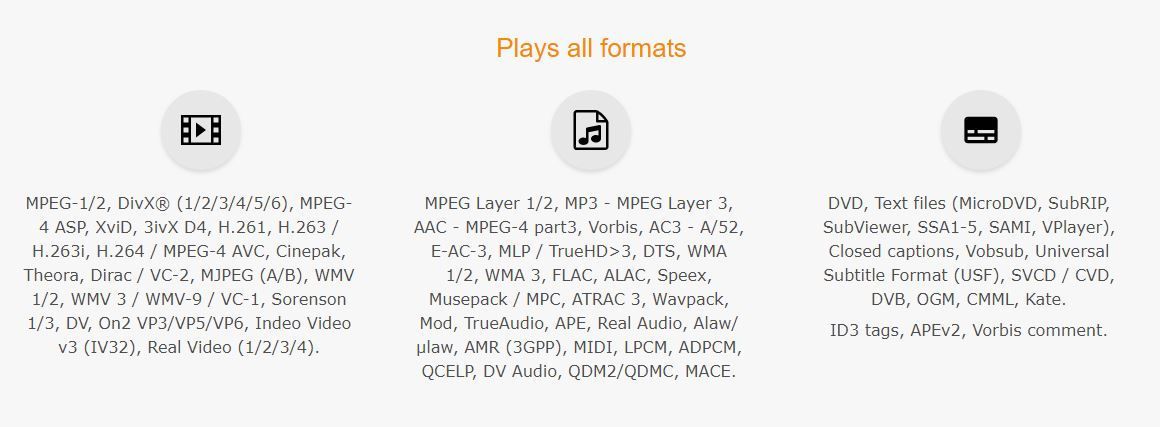 Plays all formats
MPEG-1/2, DivX® (1/2/3/4/5/6), MPEG-
4 ASP, XviD, 3ivX D4, H.261, H.263 /
H.263i, H.264 / MPEG-4 AVC, Cinepak,
Theora, Dirac / VC-2, MJPEG (A/B), WMV
1/2, WMV 3 / WMV-9 / VC-1, Sorenson
1/3, DV, On2 VP3/VP5/VP6, Indeo Video
v3 (IV32), Real Video (1/2/3/4).
MPEG Layer 1/2, MP3 - MPEG Layer 3,
AAC - MPEG-4 part3, Vorbis, AC3 - A/52,
E-AC-3, MLP / TrueHD>3, DTS, WMA
1/2, WMA 3, FLAC, ALAC, Speex,
Musepack / MPC, ATRAC 3, Wavpack,
Mod, TrueAudio, APE, Real Audio, Alaw/
µlaw, AMR (3GPP), MIDI, LPCM, ADPCM,
QCELP, DV Audio, QDM2/QDMC, MACE.
DVD, Text files (MicroDVD, SubRIP,
SubViewer, SSA1-5, SAMI, VPlayer),
Closed captions, Vobsub, Universal
Subtitle Format (USF), SVCD / CVD,
DVB, OGM, CMML, Kate.
ID3 tags, APEv2, Vorbis comment.